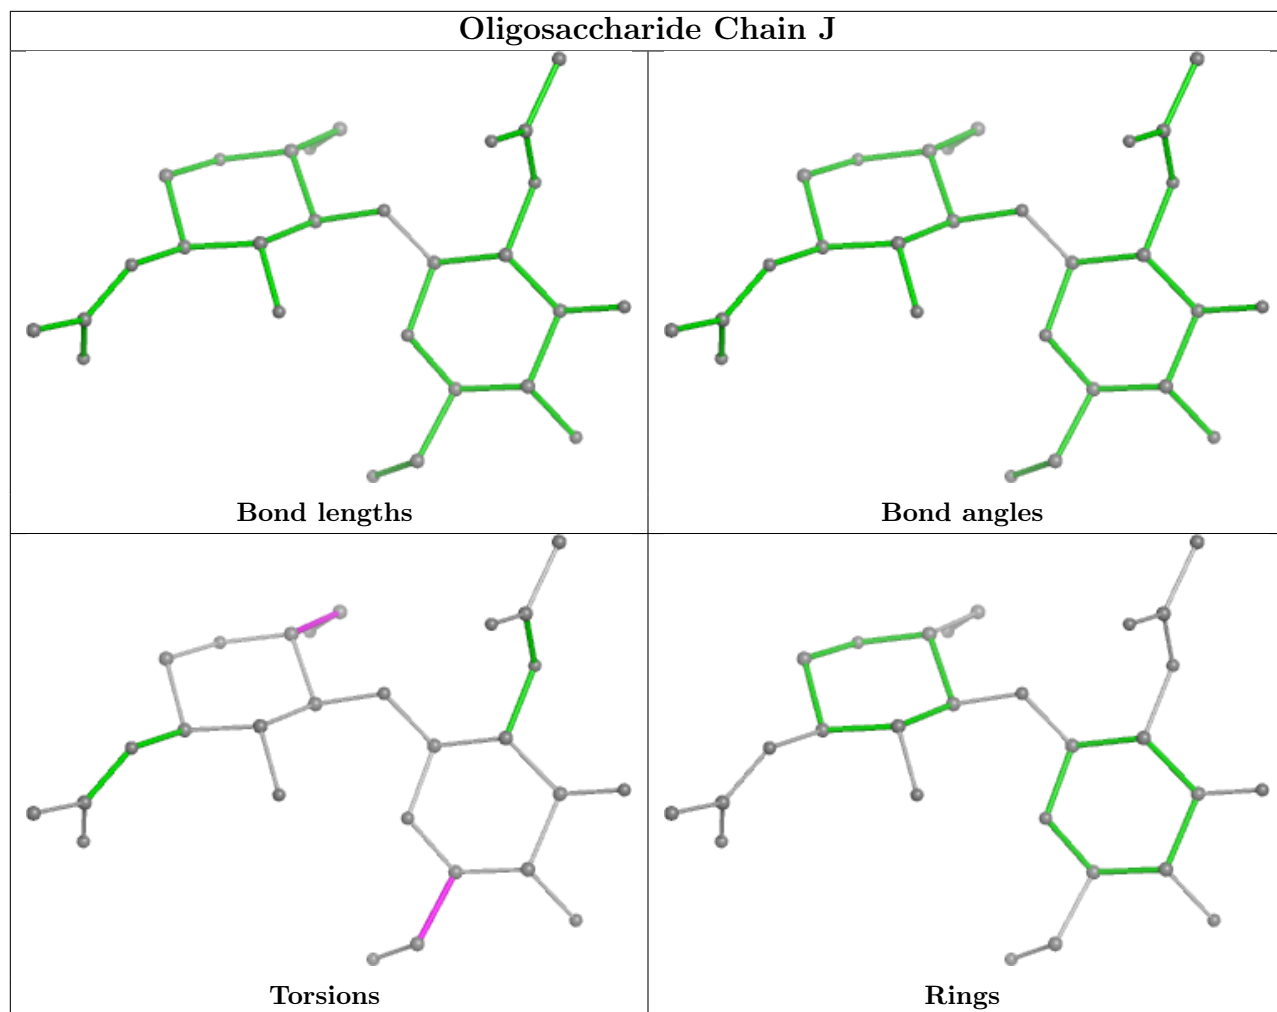 Oligosaccharide Chain J
Bond lengths
Bond angles
Torsions
Rings